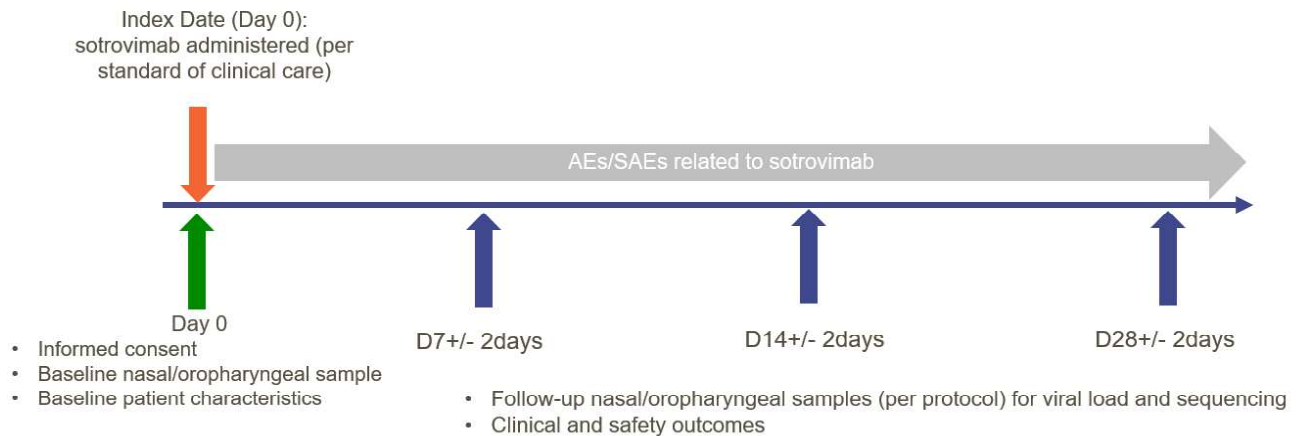 Index Date (Day 0):
sotrovimab administered (per
standard of clinical care)
AEs/SAEs related to sotrovimab
Day 0
• Informed consent
• Baseline nasal/oropharyngeal sample
• Baseline patient characteristics
D7+/- 2days
D14+/- 2days
D28+/- 2days
• Follow-up nasal/oropharyngeal samples (per protocol) for viral load and sequencing
• Clinical and safety outcomes